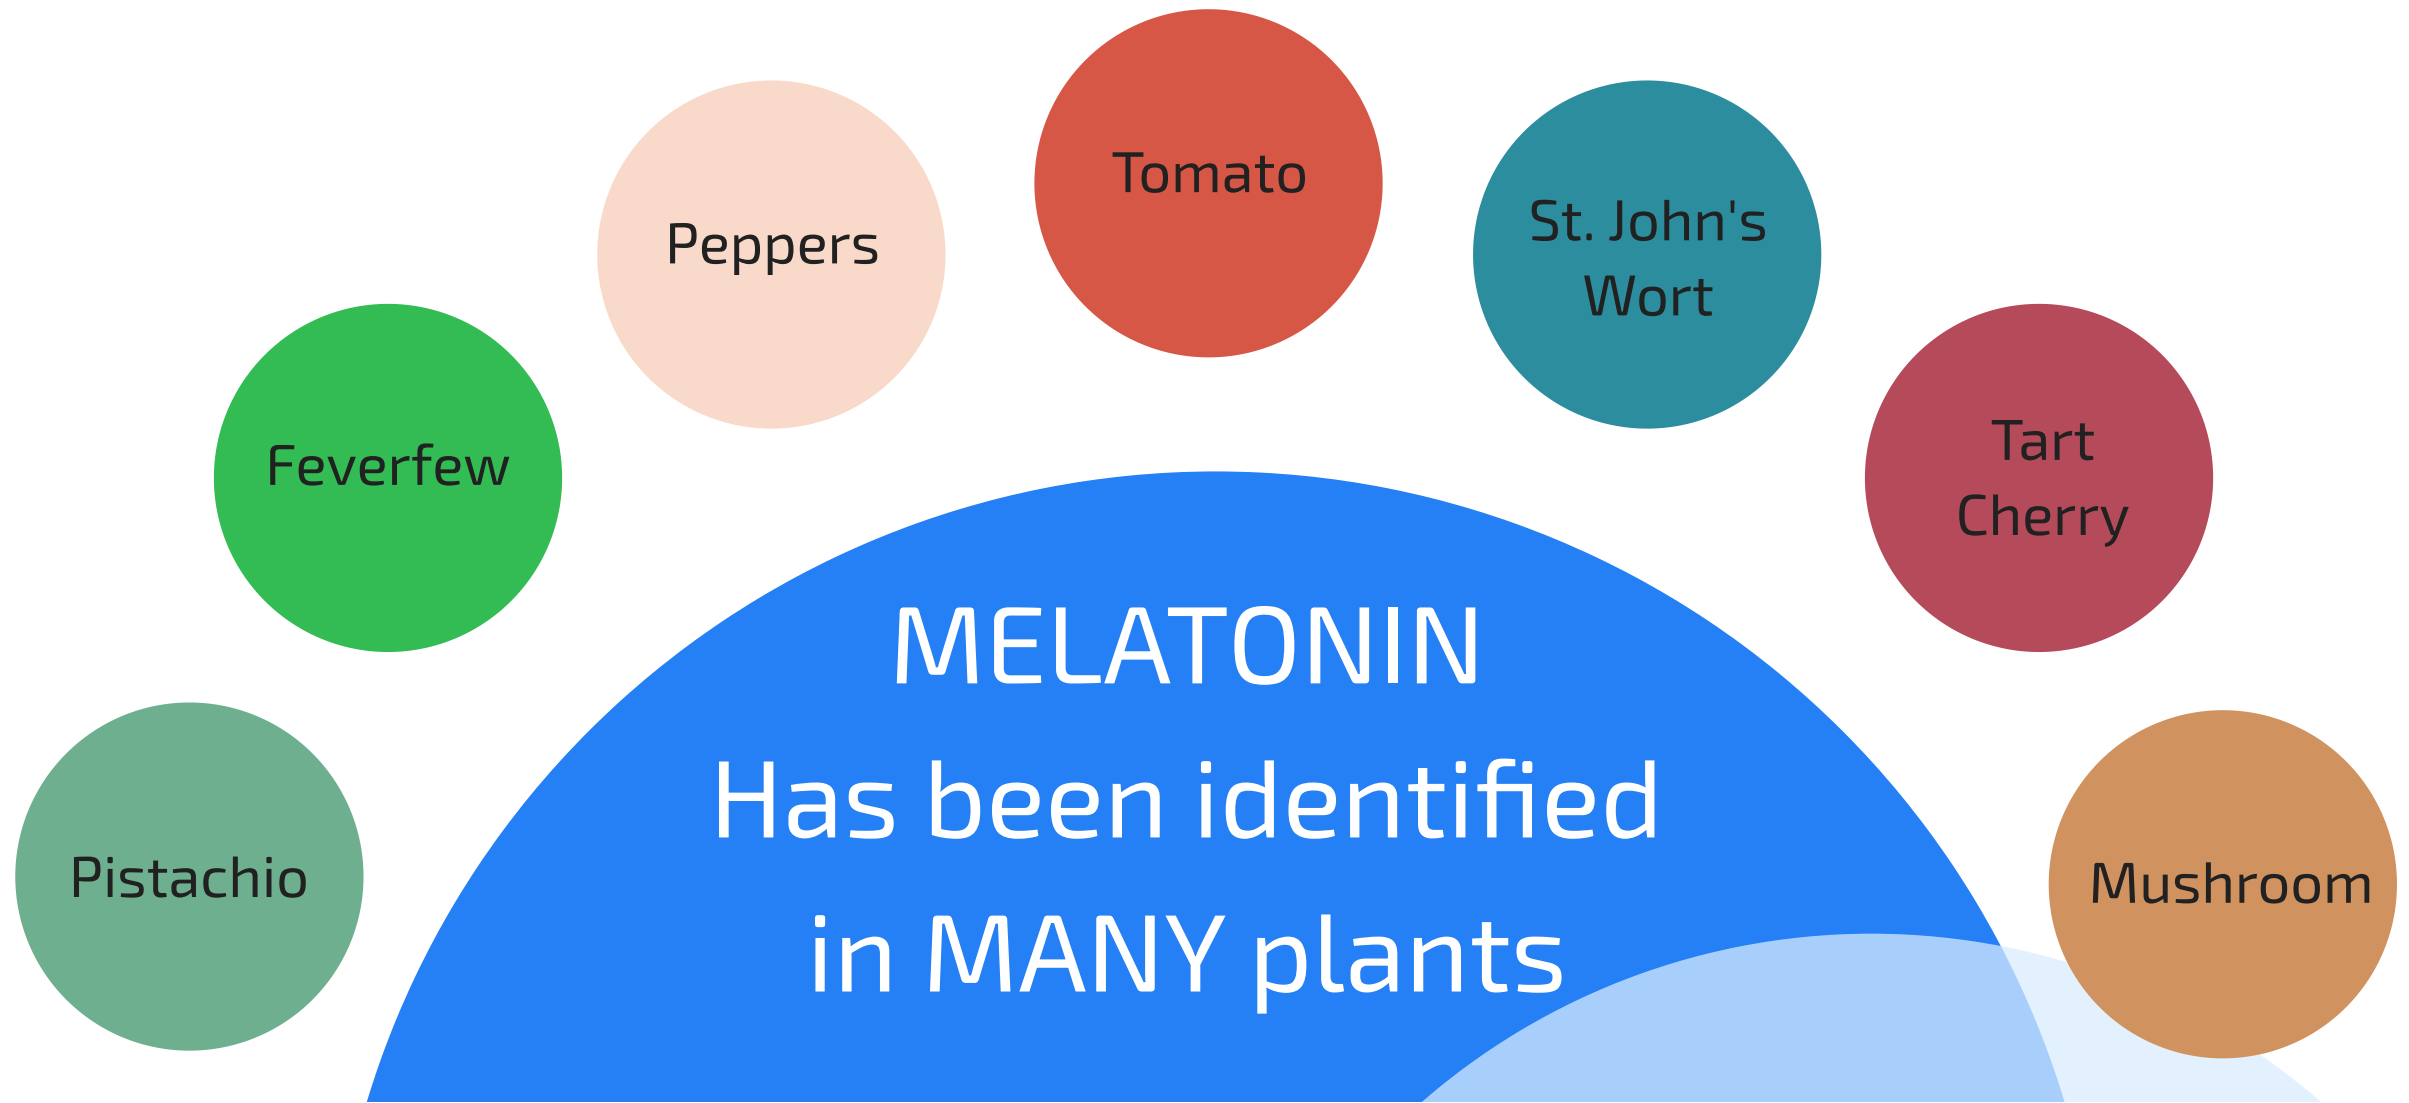 Tomato
Peppers
St. John's
Wort
Feverfew
Tart
Cherry
MELATONIN
Has been identified
in MANY plants
Pistachio
Mushroom